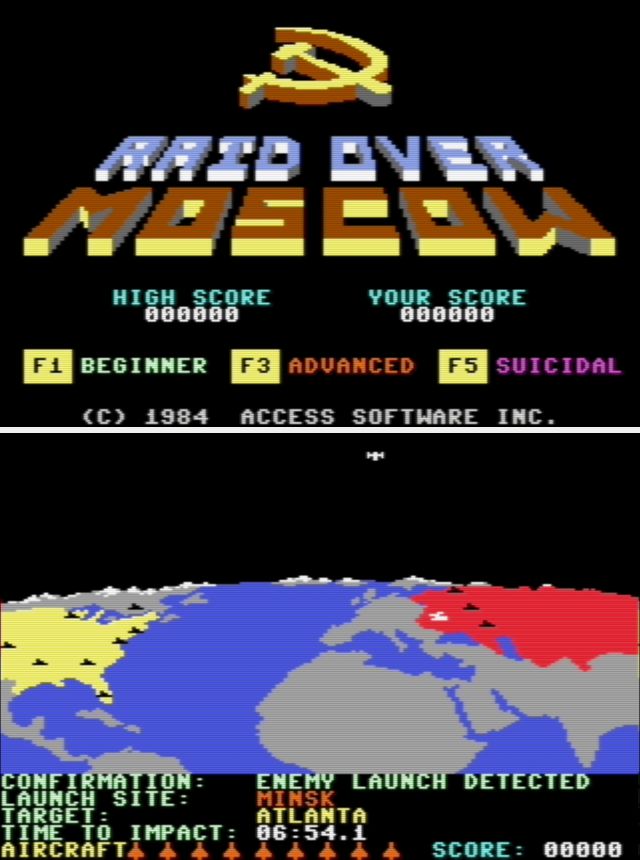 RAID OVER
MOSCOW
HIGH SCORE YOUR SCORE
000000 000000
F1 BEGINNER F3 ADVANCED F5 SUICIDAL
(C) 1984 ACCESS SOFTWARE INC.
CONFIRMATION: ENEMY LAUNCH DETECTED
LAUNCH SITE: MINSK
TARGET: ATLANTA
TIME TO IMPACT: 06:54.1
AIRCRAFT SCORE: 00000